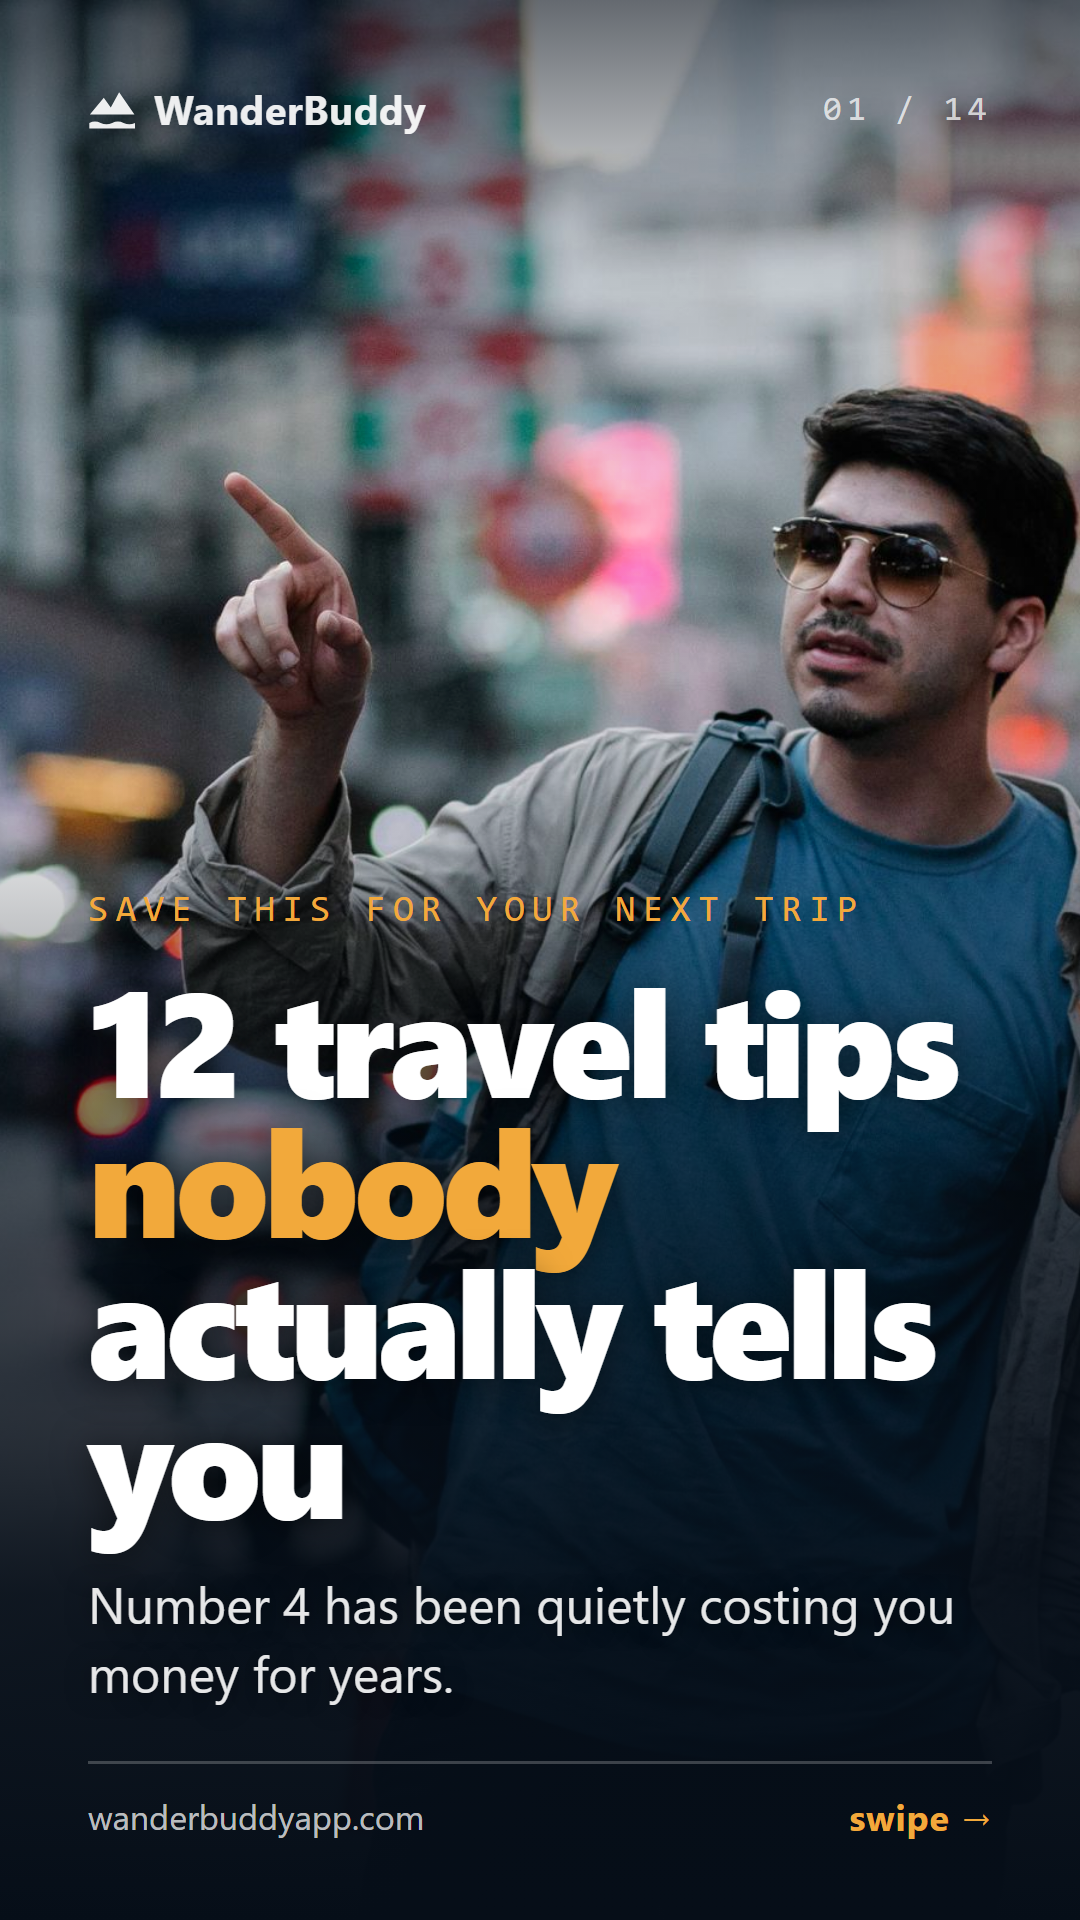 WanderBuddy
01 / 14
SAVE THIS FOR YOUR NEXT TRIP
12 travel tips
nobody
actually tells
you
Number 4 has been quietly costing you
money for years.
wanderbuddyapp.com
swipe →